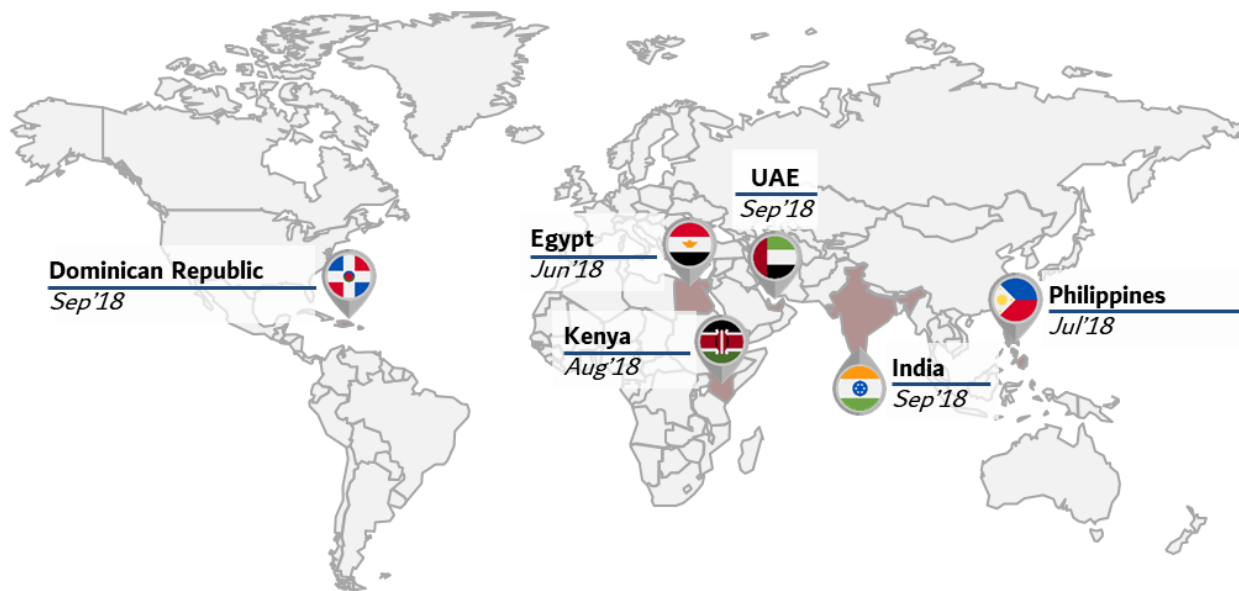 UAE
Sep'18
Egypt
Jun'18
Dominican Republic
Sep'18
Philippines
Jul'18
Kenya
Aug'18
India
Sep'18